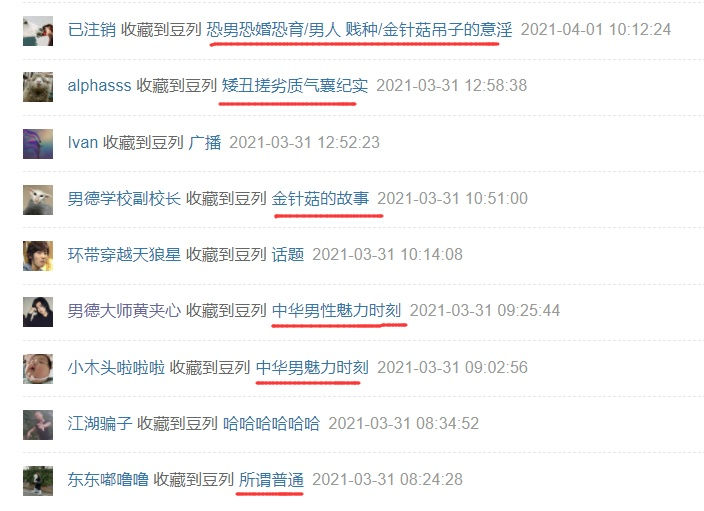 已注销 收藏到豆列 恐男恐婚恐育/男人 贱种/金针菇吊子的意淫 2021-04-01 10:12:24
alphasss 收藏到豆列 矮丑搓劣质气囊纪实 2021-03-31 12:58:38
Ivan 收藏到豆列 广播 2021-03-31 12:52:23
男德学校副校长 收藏到豆列 金针菇的故事 2021-03-31 10:51:00
环带穿越天狼星 收藏到豆列 话题 2021-03-31 10:14:08
男德大师黄夹心 收藏到豆列 中华男性魅力时刻 2021-03-31 09:25:44
小木头啦啦啦 收藏到豆列 中华男魅力时刻 2021-03-31 09:02:56
江湖骗子 收藏到豆列 哈哈哈哈哈哈 2021-03-31 08:34:52
东东嘟噜噜 收藏到豆列 所谓普通 2021-03-31 08:24:28